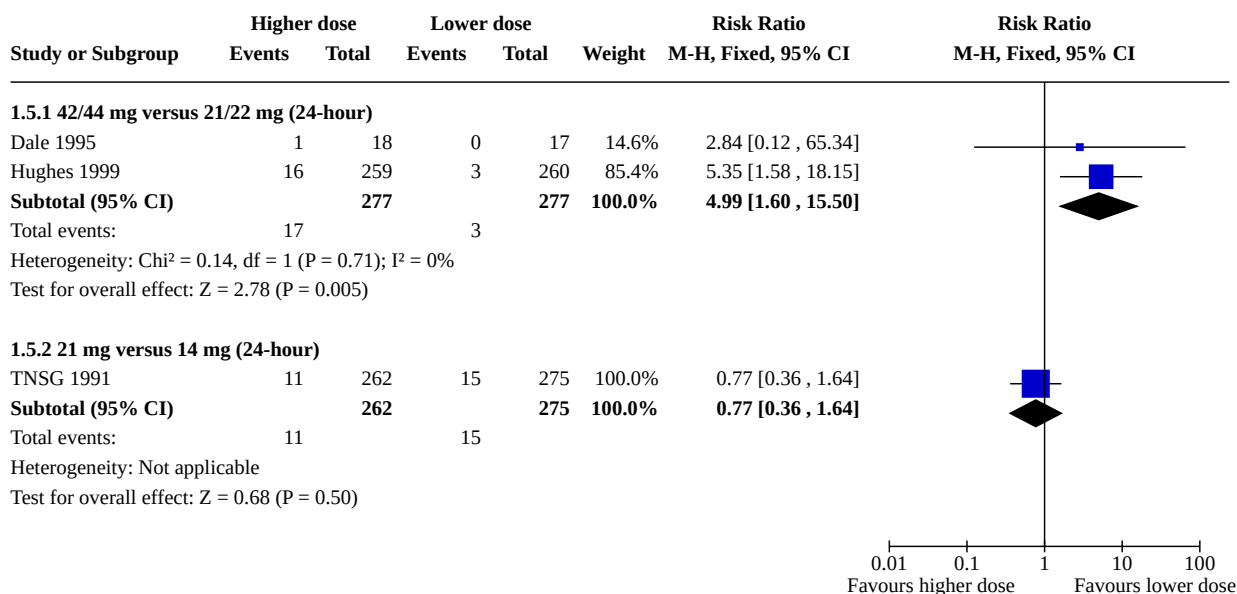 Higher dose Lower dose Risk Ratio Risk Ratio
Study or Subgroup Events Total Events Total Weight M-H, Fixed, 95% CI M-H, Fixed, 95% CI
1.5.1 42/44 mg versus 21/22 mg (24-hour)
Dale 1995 1 18 0 17 14.6% 2.84 [0.12 , 65.34]
Hughes 1999 16 259 3 260 85.4% 5.35 [1.58 , 18.15]
Subtotal (95% CI) 277 277 100.0% 4.99 [1.60 , 15.50]
Total events: 17 3
Heterogeneity: Chi² = 0.14, df = 1 (P = 0.71); I² = 0%
Test for overall effect: Z = 2.78 (P = 0.005)
1.5.2 21 mg versus 14 mg (24-hour)
TNSG 1991 11 262 15 275 100.0% 0.77 [0.36 , 1.64]
Subtotal (95% CI) 262 275 100.0% 0.77 [0.36 , 1.64]
Total events: 11 15
Heterogeneity: Not applicable
Test for overall effect: Z = 0.68 (P = 0.50)
0.01 0.1 1 10 100
Favours higher dose Favours lower dose